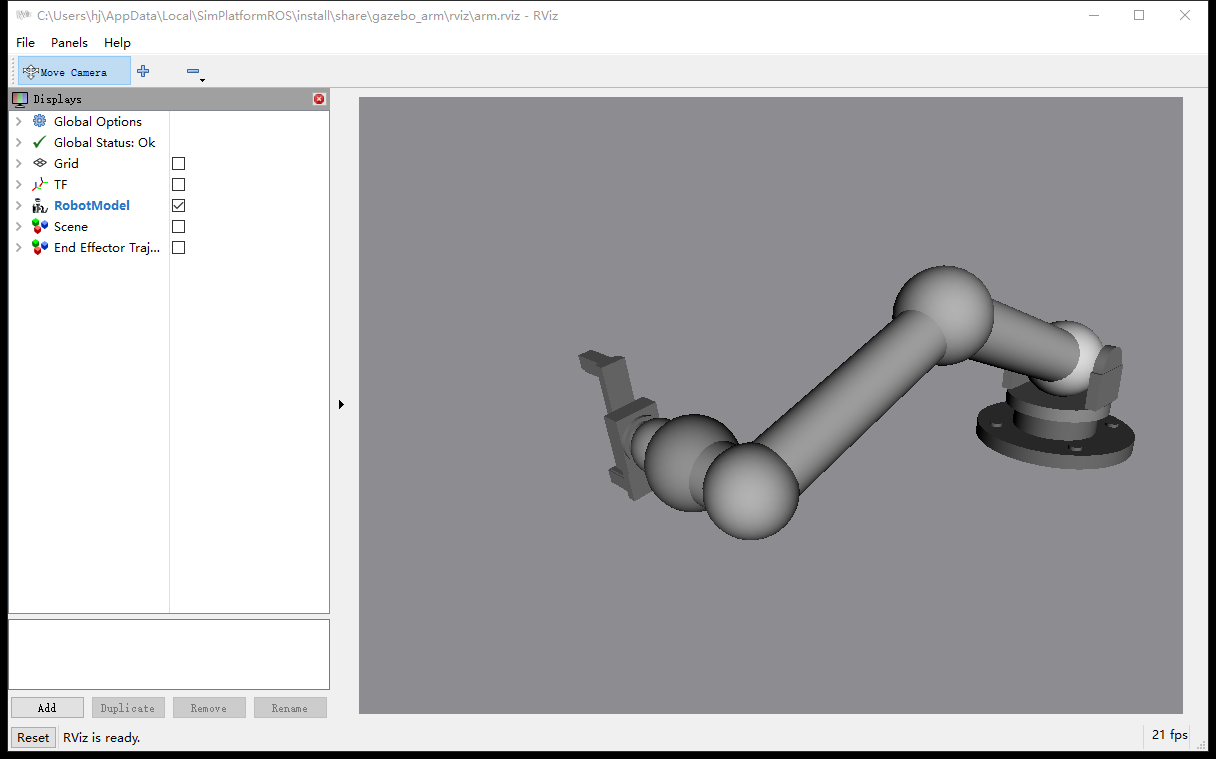 C:\Users\hj\AppData\Local\SimPlatformROS\install\share\gazebo_arm\rviz\arm.rviz - RViz
File Panels Help
Move Camera
Displays
Global Options
Global Status: Ok
Grid
TF
RobotModel
Scene
End Effector Traj...
Add Duplicate Remove Rename
Reset RViz is ready. 21 fps